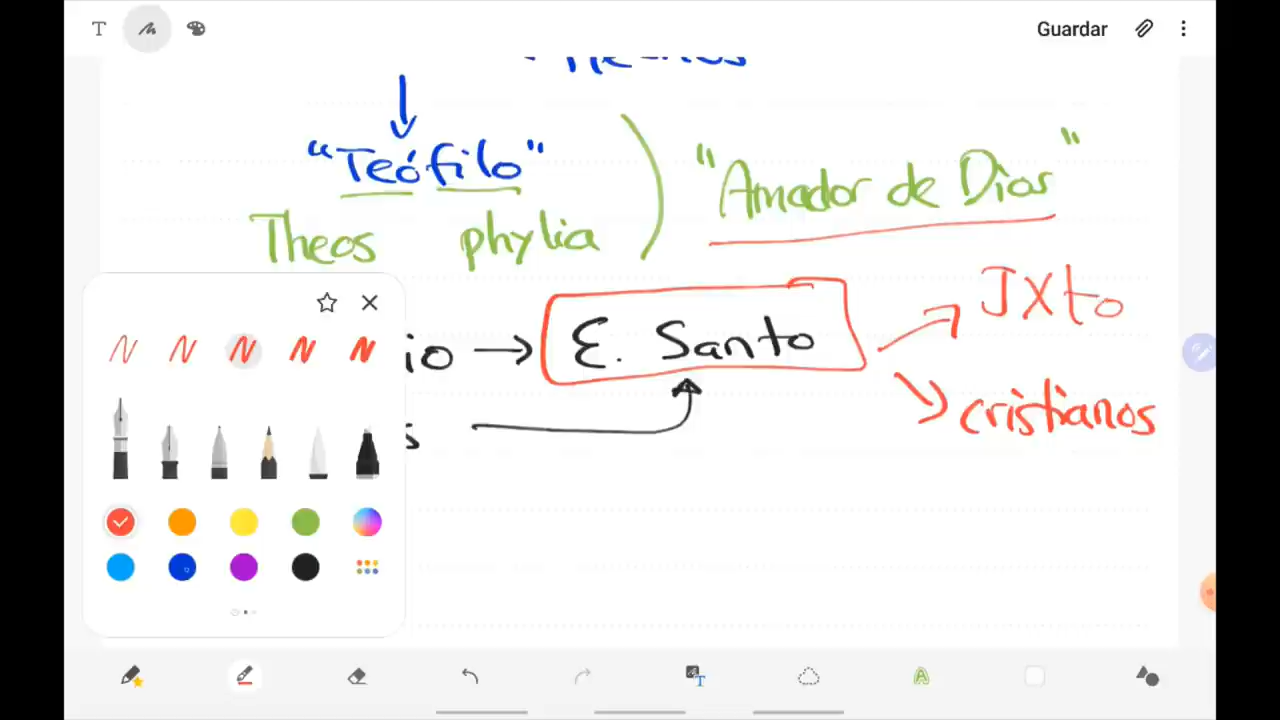 Guardar
"Teófilo"
Theos phylia ) "Amador de Dios"
io → E. Santo
JXto
cristianos
s